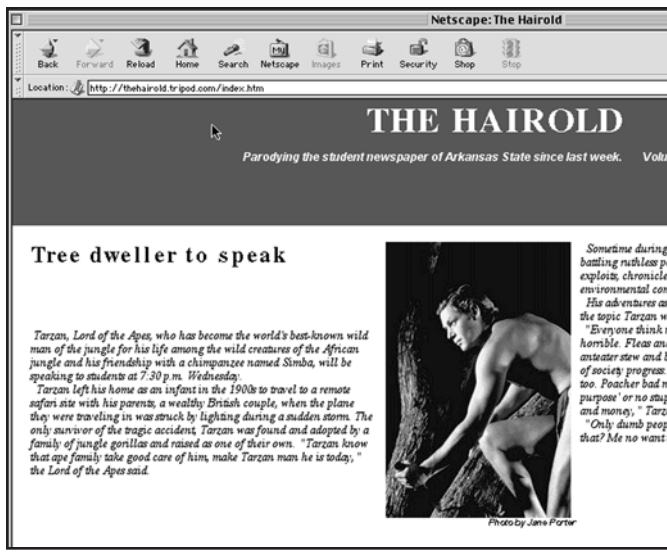 Netscape: The Hairold
Back Forward Reload Home Search Netscape Images Print Security Shop Stop
Location: http://thehairold.tripod.com/index.htm
THE HAIROLD
Parodying the student newspaper of Arkansas State since last week. Volu
Tree dweller to speak
Tarzan, Lord of the Apes, who has become the world's best-known wild
man of the jungle for his life among the wild creatures of the African
jungle and his friendship with a chimpanzee named Simba, will be
speaking to students at 7:30 p.m. Wednesday.
Tarzan left his home as an infant in the 1900s to travel to a remote
safari site with his parents, a wealthy British couple, when the plane
they were traveling in was struck by lighting during a sudden storm. The
only survivor of the tragic accident, Tarzan was found and adopted by a
family of jungle gorillas and raised as one of their own. "Tarzan know
that ape family take good care of him, make Tarzan man he is today, "
the Lord of the Apes said.
Photo by Jane Porter
Sometime during
battling ruthless p
exploits, chronicle
environmental con
His adventures as
the topic Tarzan w
"Everyone think
horrible. Fleas and
anteater stew and b
of society progress.
too. Poacher bad
purpose' or no stup
and money, " Tarz
"Only dumb peop
that? Me no want